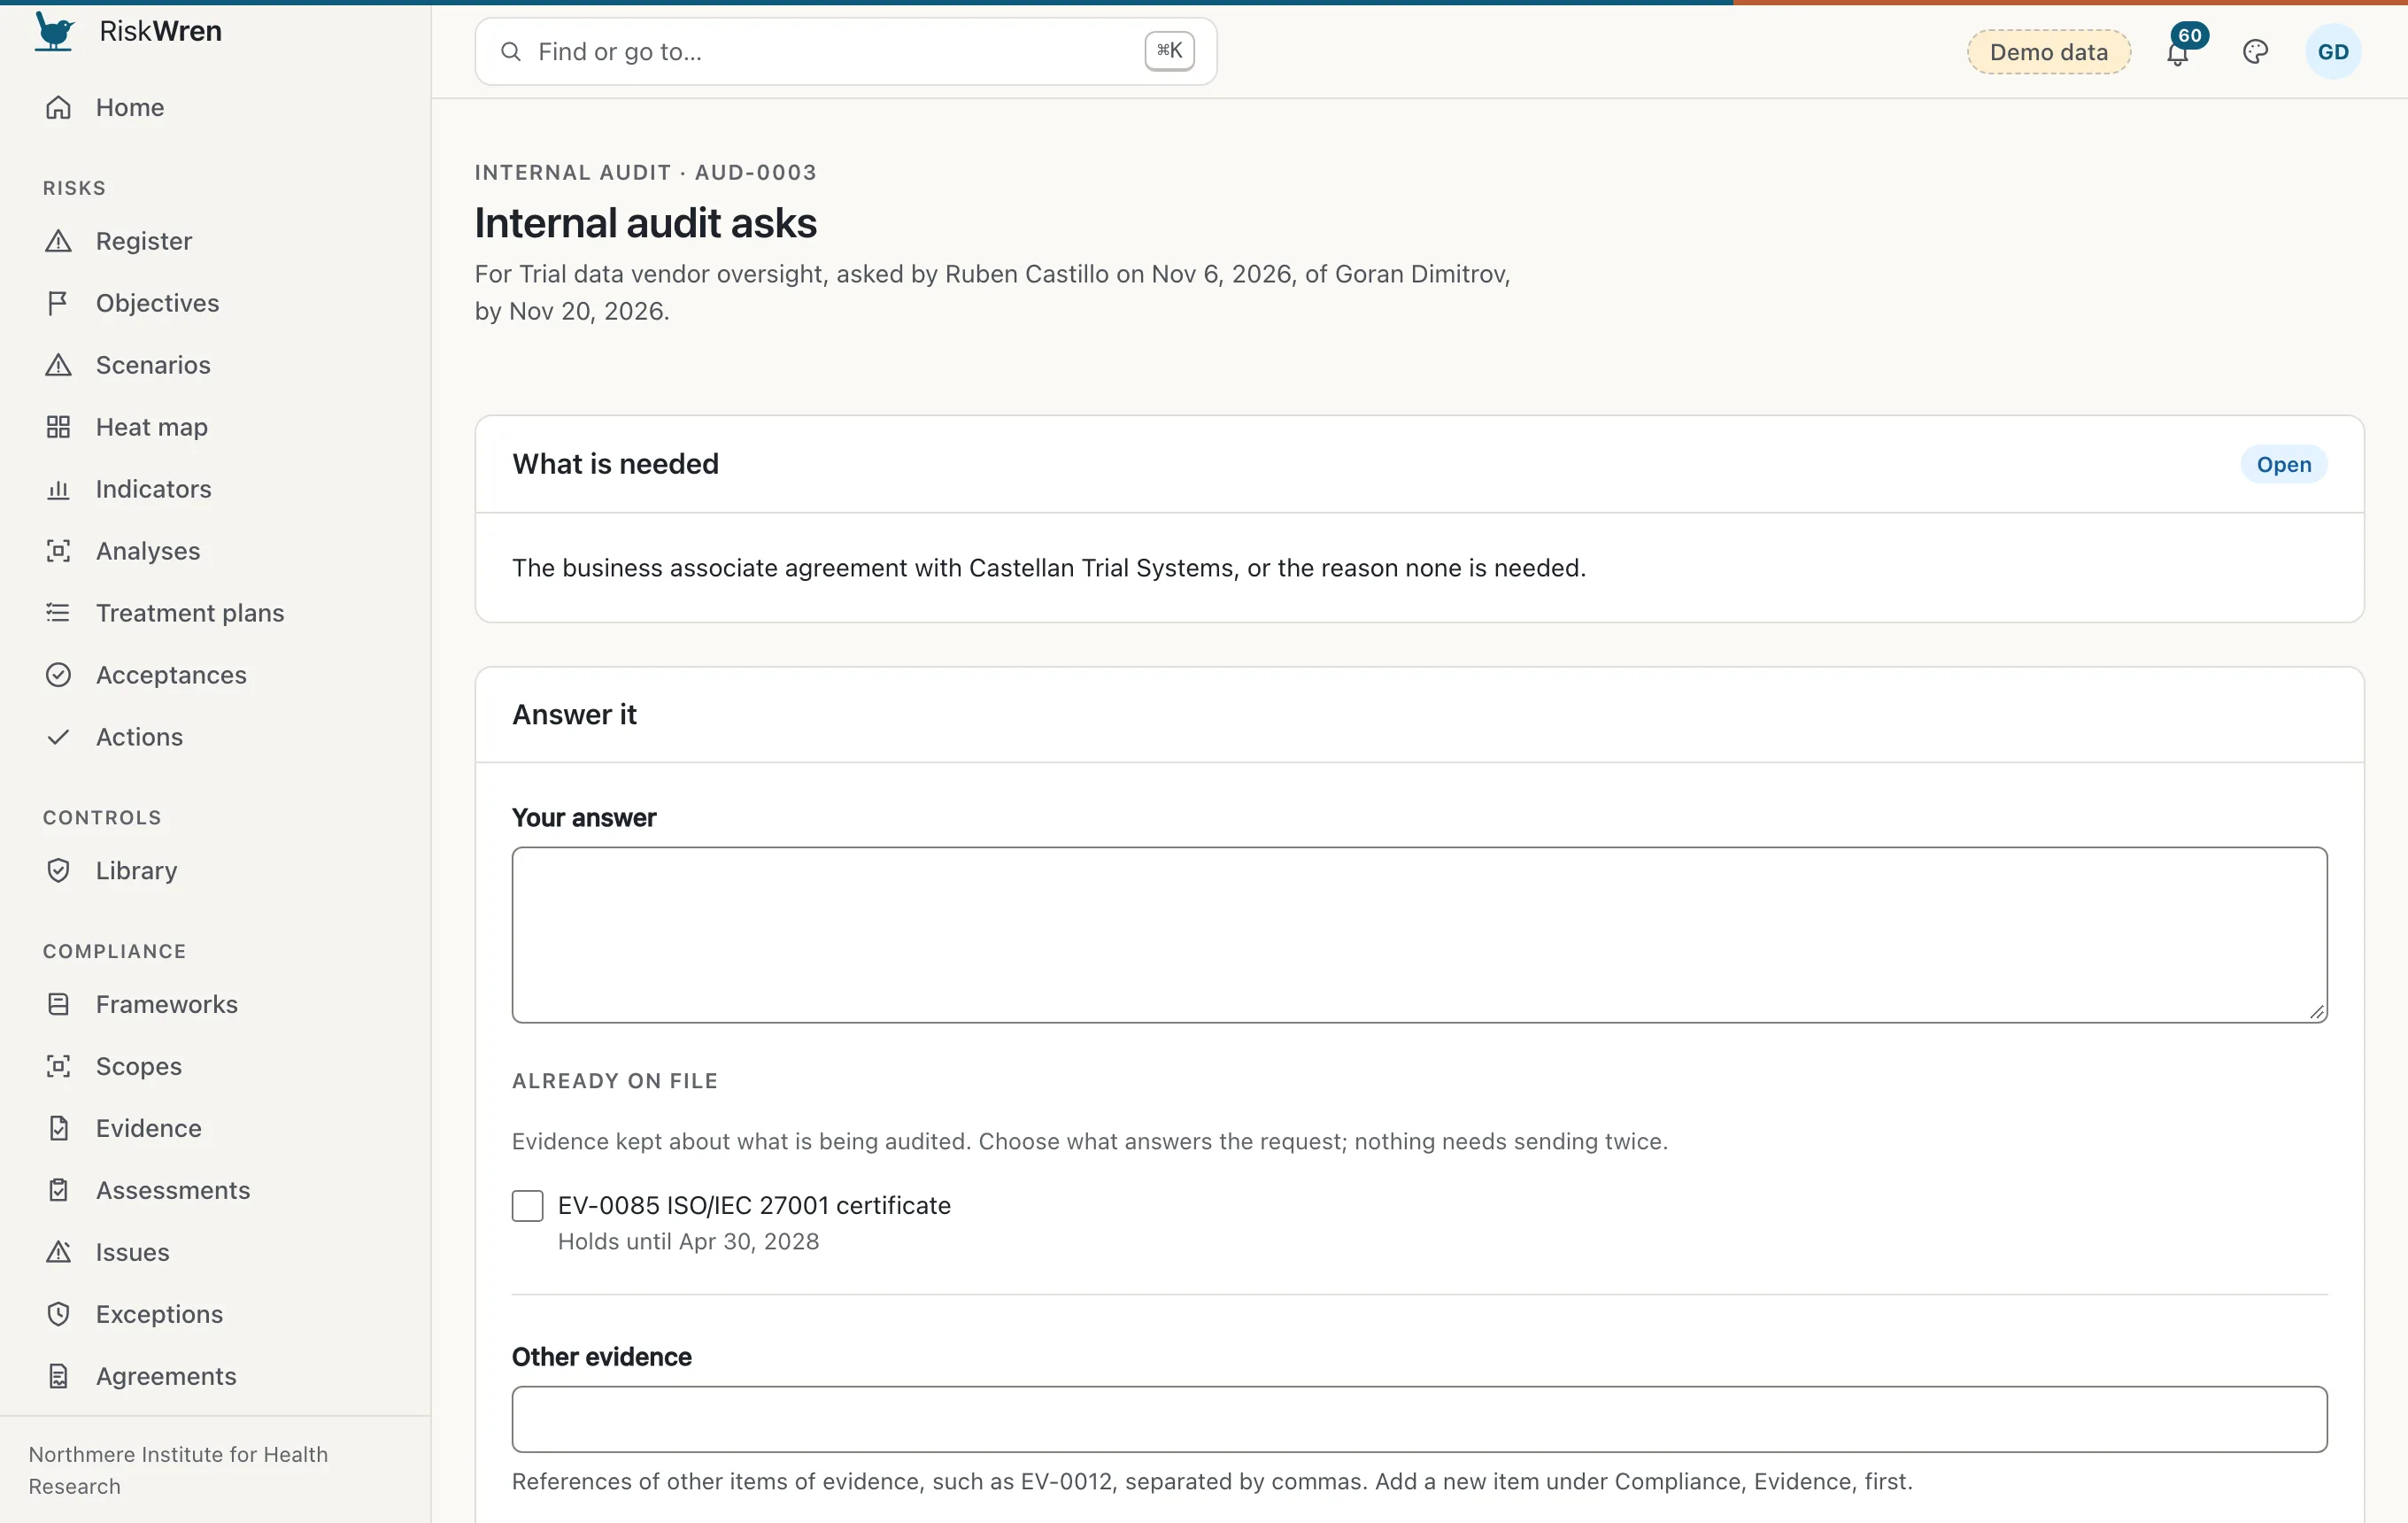 RiskWren
Find or go to...
⌘K
Demo data
60
GD
Home
RISKS
Register
Objectives
Scenarios
Heat map
Indicators
Analyses
Treatment plans
Acceptances
Actions
CONTROLS
Library
COMPLIANCE
Frameworks
Scopes
Evidence
Assessments
Issues
Exceptions
Agreements
Northmere Institute for Health
Research
INTERNAL AUDIT · AUD-0003
Internal audit asks
For Trial data vendor oversight, asked by Ruben Castillo on Nov 6, 2026, of Goran Dimitrov,
by Nov 20, 2026.
What is needed
Open
The business associate agreement with Castellan Trial Systems, or the reason none is needed.
Answer it
Your answer
ALREADY ON FILE
Evidence kept about what is being audited. Choose what answers the request; nothing needs sending twice.
EV-0085 ISO/IEC 27001 certificate
Holds until Apr 30, 2028
Other evidence
References of other items of evidence, such as EV-0012, separated by commas. Add a new item under Compliance, Evidence, first.